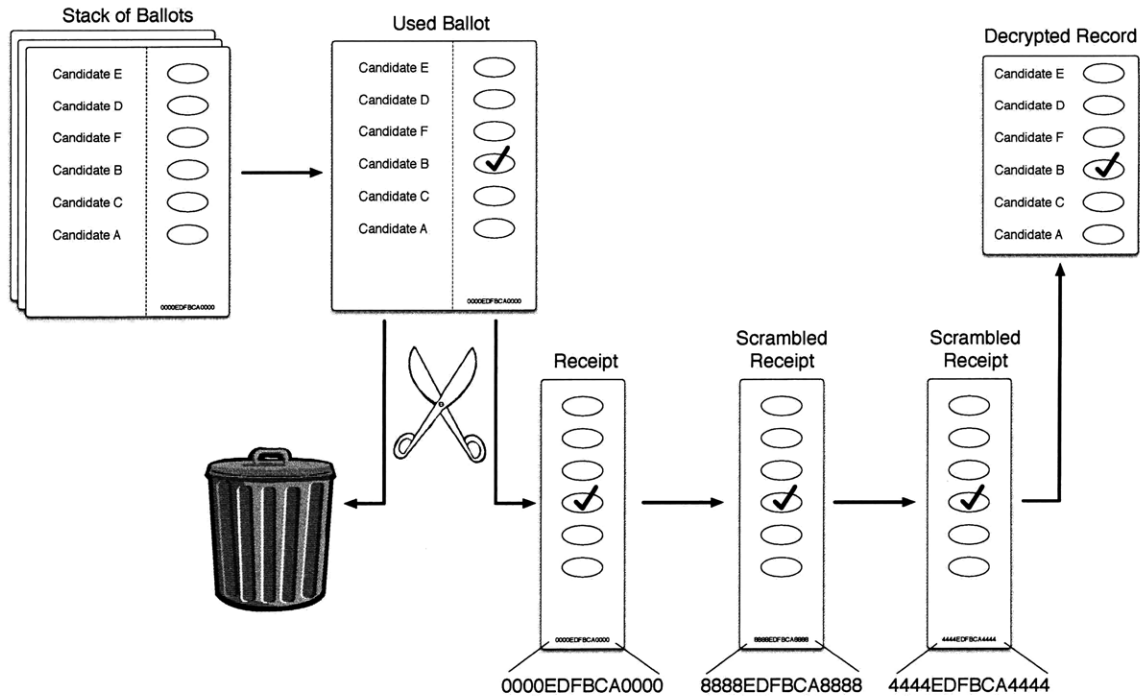 Stack of Ballots
Candidate E
Candidate D
Candidate F
Candidate B
Candidate C
Candidate A
0000EDFBCA0000
Used Ballot
Candidate E
Candidate D
Candidate F
Candidate B
Candidate C
Candidate A
0000EDFBCA0000
Receipt
0000EDFBCA0000
0000EDFBCA0000
Scrambled
Receipt
8888EDFBCA8888
8888EDFBCA8888
Scrambled
Receipt
4444EDFBCA4444
4444EDFBCA4444
Decrypted Record
Candidate E
Candidate D
Candidate F
Candidate B
Candidate C
Candidate A